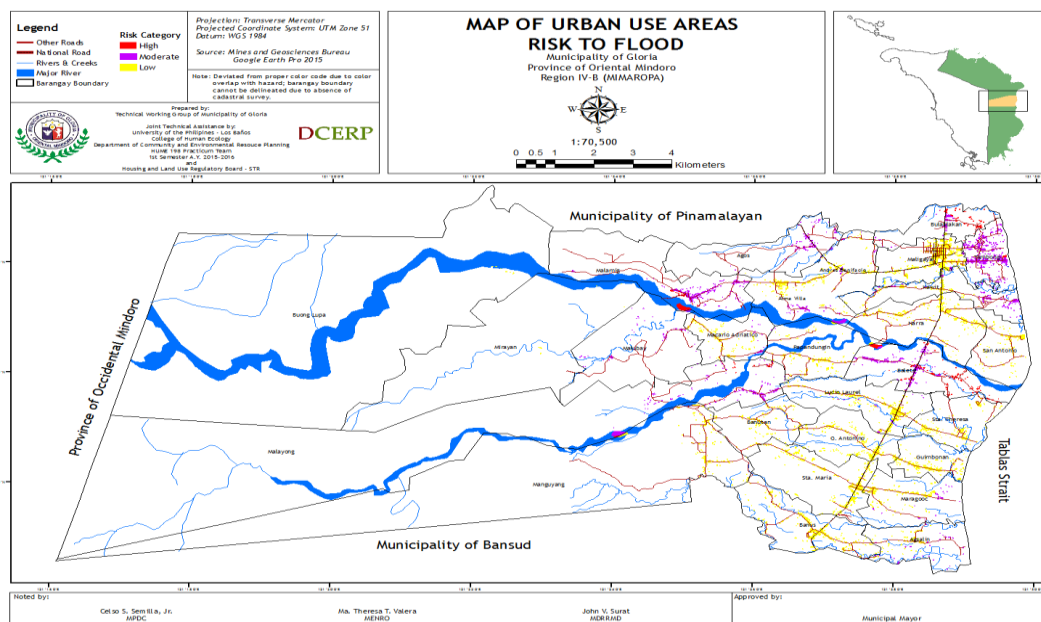 Legend
Other Roads
National Road
Rivers & Creeks
Major River
Barangay Boundary
Risk Category
High
Moderate
Low
Projection: Transverse Mercator
Projected Coordinate System: UTM Zone 51
Datum: WGS 1984
Source: Mines and Geosciences Bureau
Google Earth Pro 2015
Note: Deviated from proper color code due to color
overlap with hazard; barangay boundary
cannot be delineated due to absence of
cadastral survey.
Prepared by:
Technical Working Group of Municipality of Gloria
Joint Technical Assistance by:
University of the Philippines - Los Baños
College of Human Ecology
Department of Community and Environmental Resource Planning
HUME 198 Practicum Team
1st Semester A.Y. 2015-2016
and
Housing and Land Use Regulatory Board - STR
DCERP
MAP OF URBAN USE AREAS
RISK TO FLOOD
Municipality of Gloria
Province of Oriental Mindoro
Region IV-B (MIMAROPA)
N
W E
S
1:70,500
0 0.5 1 2 3 4
Kilometers
Municipality of Pinamalayan
Province of Occidental Mindoro
Tablas Strait
Municipality of Bansud
Agos
Malamig
Andres Bonifacio
Maligaya
Buong Lupa
Alma Villa
Narra
Mirayan
Macario Adriatico
San Antonio
Lucio Laurel
Banutan
G. Antonino
Malayong
Guimbonan
Manguyang
Sta. Maria
Maragooc
Banus
Noted by:
Celso S. Semilla, Jr.
MPDC
Ma. Theresa T. Valera
MENRO
John V. Surat
MDRRMO
Approved by:
Municipal Mayor